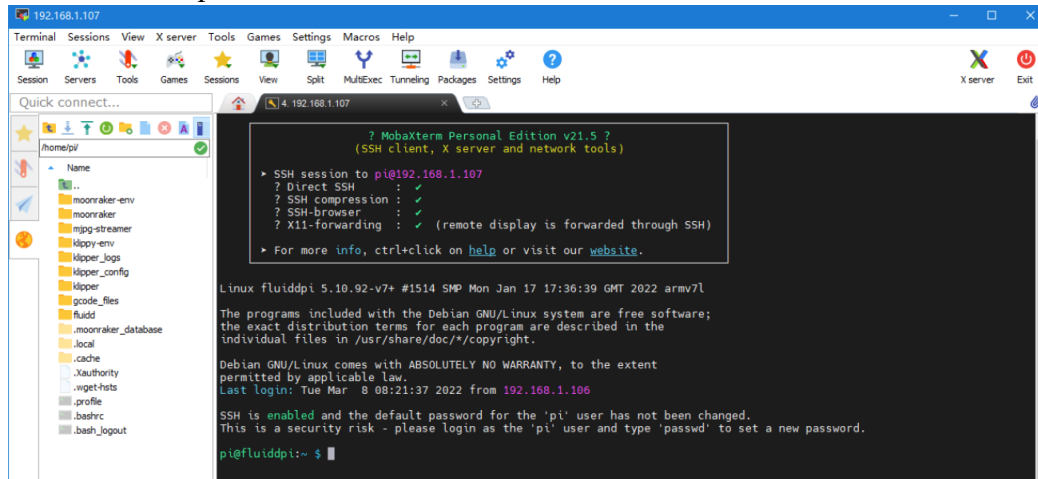 192.168.1.107
Terminal Sessions View X server Tools Games Settings Macros Help
Session Servers Tools Games Sessions View Split MultiExec Tunneling Packages Settings Help X server Exit
Quick connect...
4. 192.168.1.107
/home/pi/
Name
..
moonraker-env
moonraker
mjpg-streamer
klippy-env
klipper_logs
klipper_config
klipper
gcode_files
fluidd
.moonraker_database
.local
.cache
.Xauthority
.wget-hsts
.profile
.bashrc
.bash_logout
? MobaXterm Personal Edition v21.5 ?
(SSH client, X server and network tools)
➤ SSH session to pi@192.168.1.107
? Direct SSH : ✔
? SSH compression : ✔
? SSH-browser : ✔
? X11-forwarding : ✔ (remote display is forwarded through SSH)
➤ For more info, ctrl+click on help or visit our website.
Linux fluiddpi 5.10.92-v7+ #1514 SMP Mon Jan 17 17:36:39 GMT 2022 armv7l
The programs included with the Debian GNU/Linux system are free software;
the exact distribution terms for each program are described in the
individual files in /usr/share/doc/*/copyright.
Debian GNU/Linux comes with ABSOLUTELY NO WARRANTY, to the extent
permitted by applicable law.
Last login: Tue Mar 8 08:21:37 2022 from 192.168.1.106
SSH is enabled and the default password for the 'pi' user has not been changed.
This is a security risk - please login as the 'pi' user and type 'passwd' to set a new password.
pi@fluiddpi:~ $